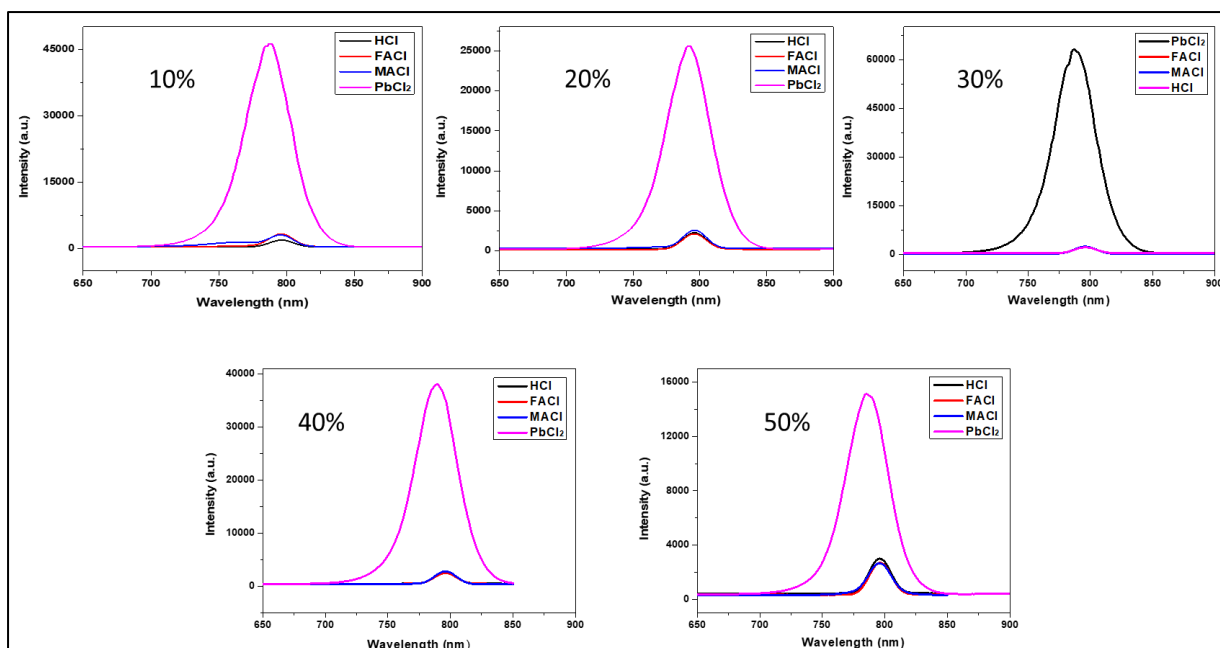 10%
HCl
FACl
MACl
PbCl₂
45000
30000
15000
0
Intensity (a.u.)
650 700 750 800 850 900
Wavelength (nm)
20%
HCl
FACl
MACl
PbCl₂
25000
20000
15000
10000
5000
0
Intensity (a.u.)
650 700 750 800 850 900
Wavelength (nm)
30%
PbCl₂
FACl
MACl
HCl
60000
45000
30000
15000
0
Intensity (a.u.)
650 700 750 800 850 900
Wavelength (nm)
40%
HCl
FACl
MACl
PbCl₂
40000
30000
20000
10000
0
Intensity (a.u.)
650 700 750 800 850 900
Wavelength (nm)
50%
HCl
FACl
MACl
PbCl₂
16000
12000
8000
4000
0
Intensity (a.u.)
650 700 750 800 850 900
Wavelength (nm)